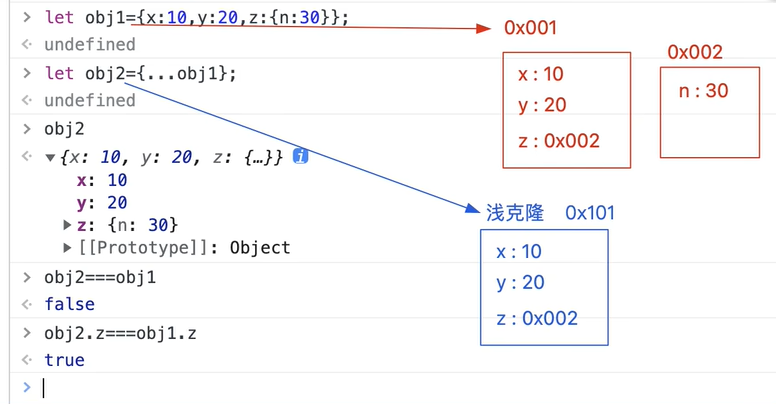 let obj1={x:10,y:20,z:{n:30}};
undefined
let obj2={...obj1};
undefined
obj2
{x: 10, y: 20, z: {…}} i
x: 10
y: 20
z: {n: 30}
[[Prototype]]: Object
obj2===obj1
false
obj2.z===obj1.z
true
0x001
x : 10
y : 20
z : 0x002
0x002
n : 30
浅克隆 0x101
x : 10
y : 20
z : 0x002